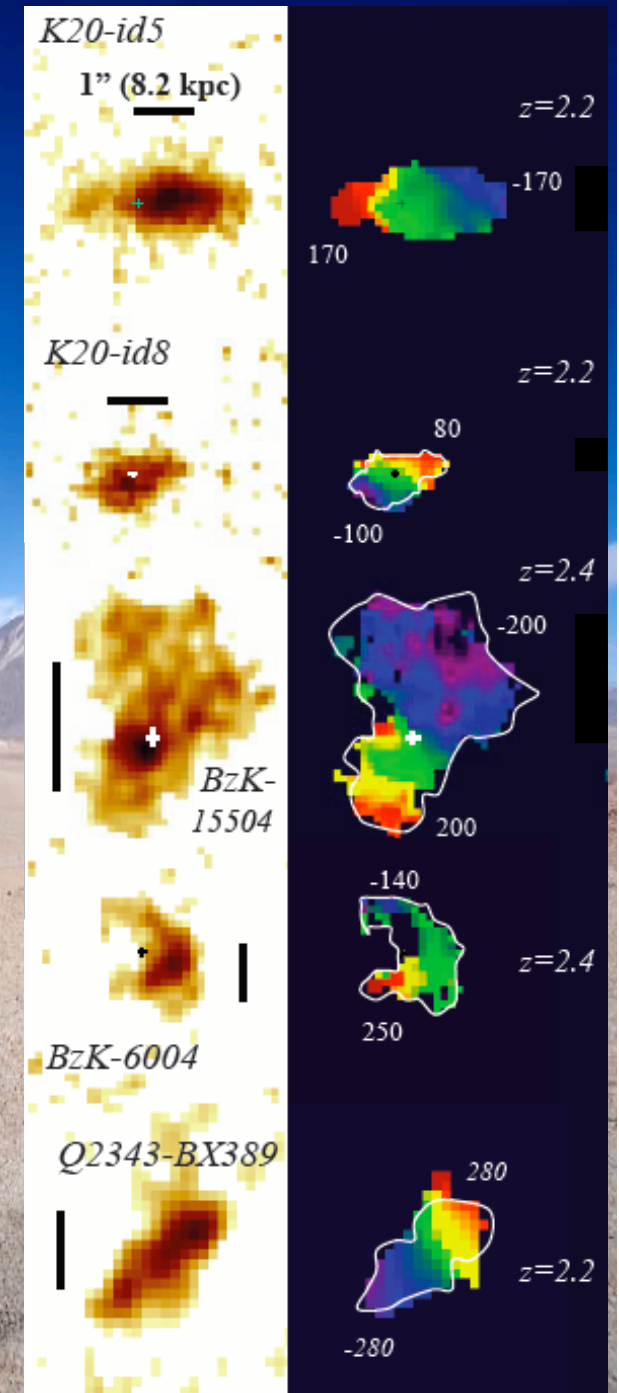 K20-id5
1” (8.2 kpc)
z=2.2
-170
170
K20-id8
z=2.2
80
-100
z=2.4
-200
BzK-
15504
200
-140
z=2.4
250
BzK-6004
Q2343-BX389
280
z=2.2
-280